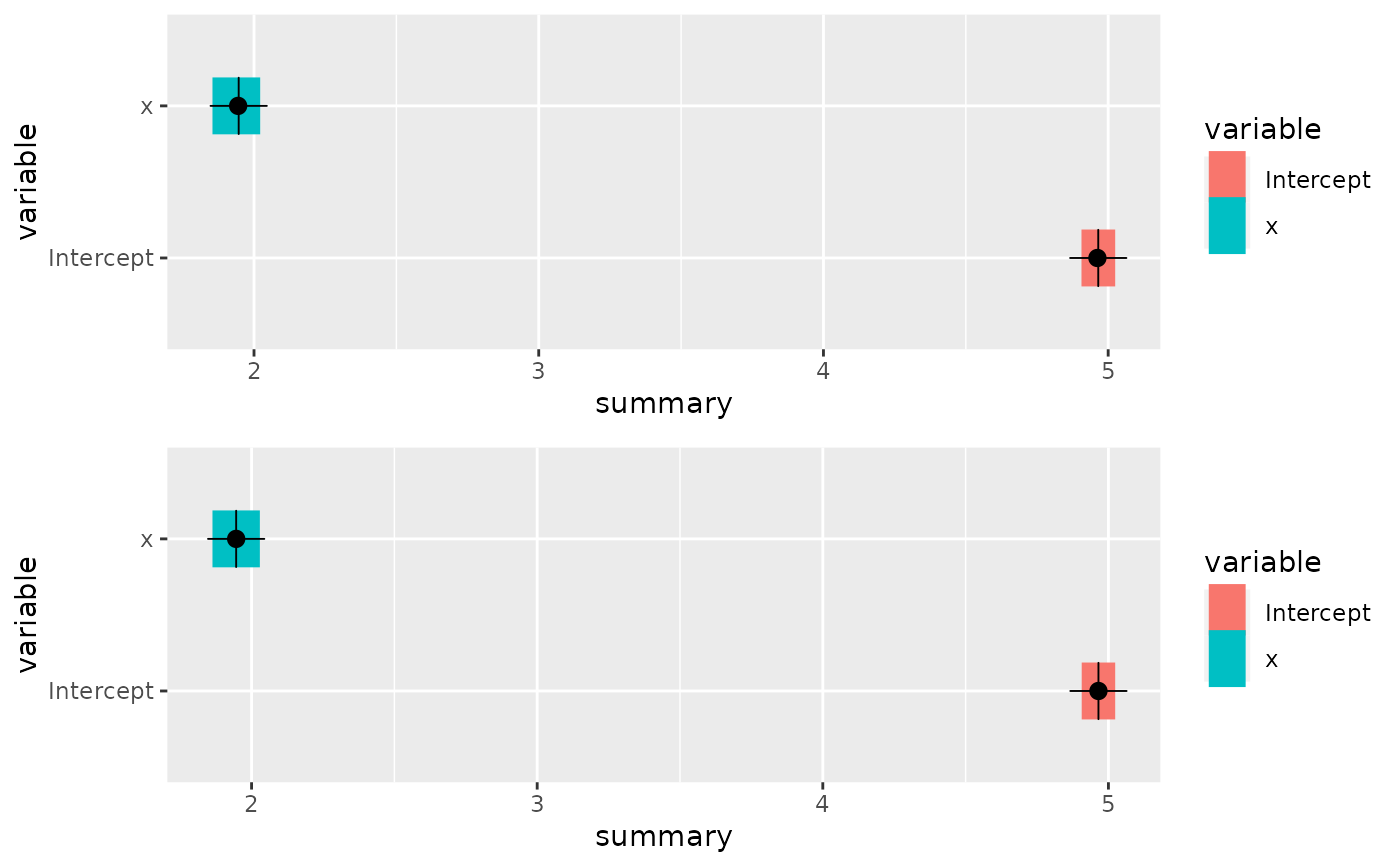 variable
x
Intercept
2 3 4 5
summary
variable
Intercept
x
variable
x
Intercept
2 3 4 5
summary
variable
Intercept
x